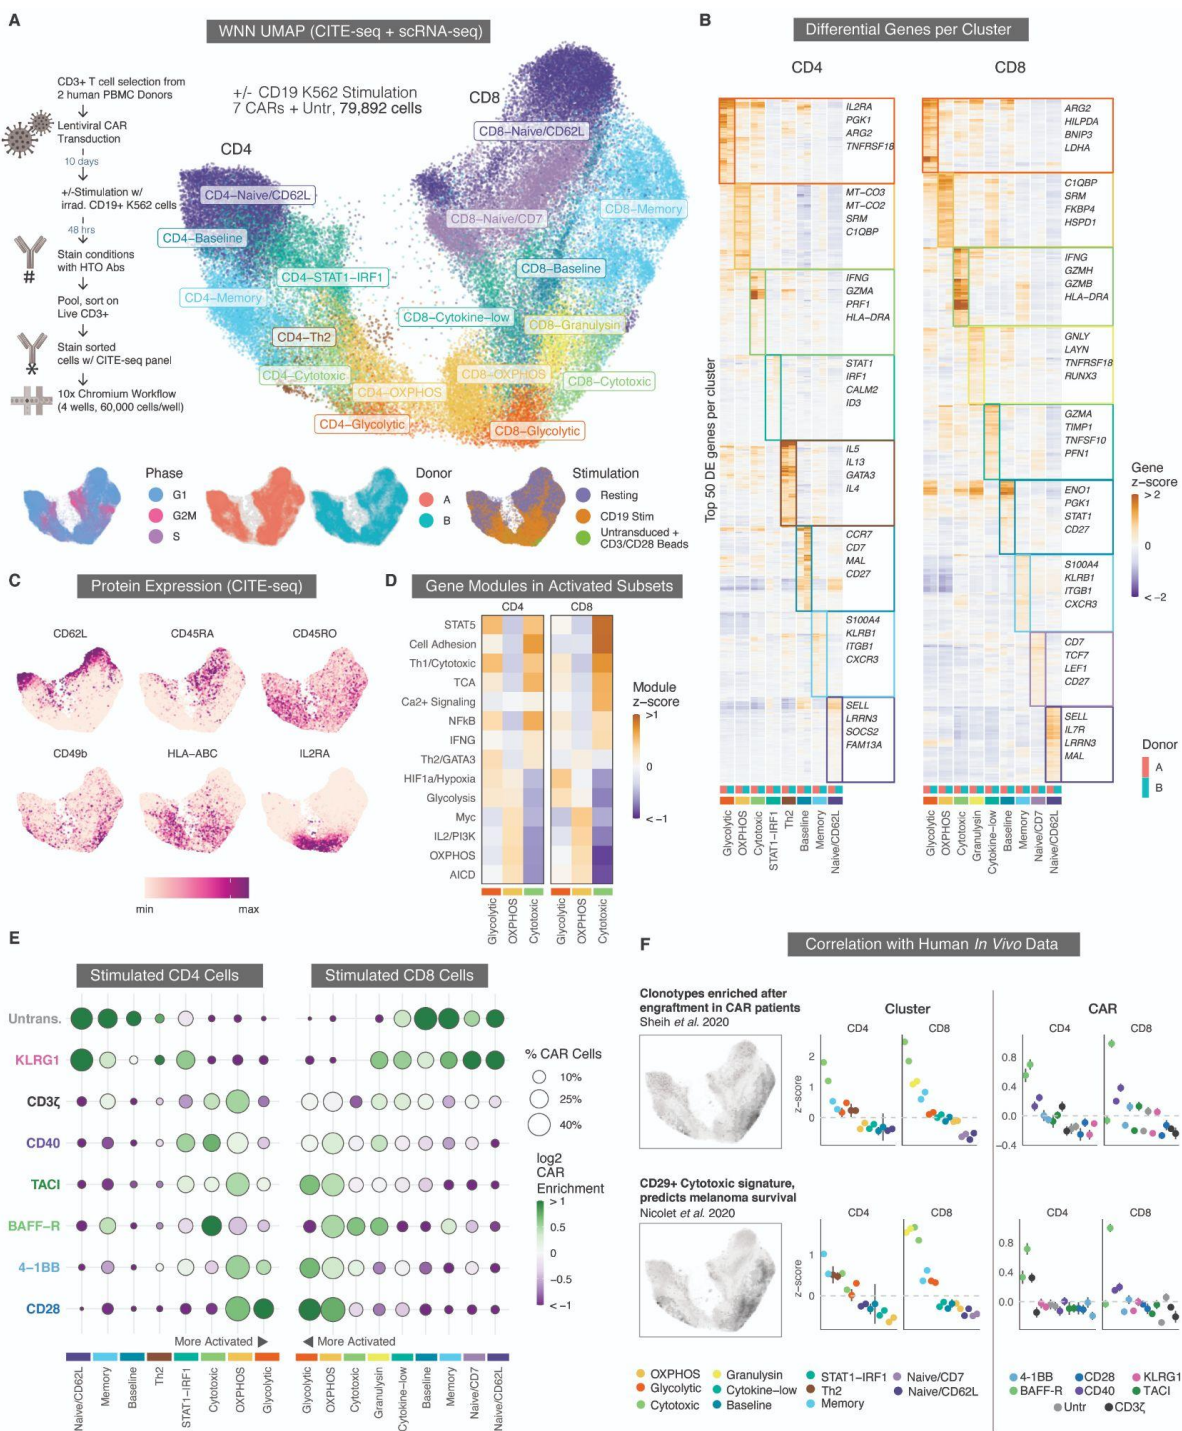 A
WNN UMAP (CITE-seq + scRNA-seq)
CD3+ T cell selection from
2 human PBMC Donors
Lentiviral CAR
Transduction
10 days
+/-Stimulation w/
irrad. CD19+ K562 cells
48 hrs
Stain conditions
with HTO Abs
#
Pool, sort on
Live CD3+
Stain sorted
cells w/ CITE-seq panel
*
10x Chromium Workflow
(4 wells, 60,000 cells/well)
+/- CD19 K562 Stimulation
7 CARs + Untr, 79,892 cells
CD8
CD4
CD8–Naive/CD62L
CD4–Naive/CD62L
CD8–Naive/CD7
CD8–Memory
CD4–Baseline
CD4–STAT1–IRF1
CD8–Baseline
CD4–Memory
CD8–Cytokine–low
CD8–Granulysin
CD4–Th2
CD4–Cytotoxic
CD8–OXPHOS
CD8–Cytotoxic
CD4–OXPHOS
CD4–Glycolytic
CD8–Glycolytic
Phase
G1
G2M
S
Donor
A
B
Stimulation
Resting
CD19 Stim
Untransduced +
CD3/CD28 Beads
B
Differential Genes per Cluster
CD4
CD8
Top 50 DE genes per cluster
IL2RA
PGK1
ARG2
TNFRSF18
MT–CO3
MT–CO2
SRM
C1QBP
IFNG
GZMA
PRF1
HLA–DRA
STAT1
IRF1
CALM2
ID3
IL5
IL13
GATA3
IL4
CCR7
CD7
MAL
CD27
S100A4
KLRB1
ITGB1
CXCR3
SELL
LRRN3
SOCS2
FAM13A
Glycolytic
OXPHOS
Cytotoxic
STAT1–IRF1
Th2
Baseline
Memory
Naive/CD62L
ARG2
HILPDA
BNIP3
LDHA
C1QBP
SRM
FKBP4
HSPD1
IFNG
GZMH
GZMB
HLA–DRA
GNLY
LAYN
TNFRSF18
RUNX3
GZMA
TIMP1
TNFSF10
PFN1
ENO1
PGK1
STAT1
CD27
S100A4
KLRB1
ITGB1
CXCR3
CD7
TCF7
LEF1
CD27
SELL
IL7R
LRRN3
MAL
Glycolytic
OXPHOS
Cytotoxic
Granulysin
Cytokine–low
Baseline
Memory
Naive/CD7
Naive/CD62L
Gene
z–score
> 2
0
< –2
Donor
A
B
C
Protein Expression (CITE-seq)
CD62L
CD45RA
CD45RO
CD49b
HLA–ABC
IL2RA
min
max
D
Gene Modules in Activated Subsets
CD4
CD8
STAT5
Cell Adhesion
Th1/Cytotoxic
TCA
Ca2+ Signaling
NFkB
IFNG
Th2/GATA3
HIF1a/Hypoxia
Glycolysis
Myc
IL2/PI3K
OXPHOS
AICD
Glycolytic
OXPHOS
Cytotoxic
Glycolytic
OXPHOS
Cytotoxic
Module
z–score
>1
0
< –1
E
Stimulated CD4 Cells
Stimulated CD8 Cells
Untrans.
KLRG1
CD3ζ
CD40
TACI
BAFF–R
4–1BB
CD28
More Activated ▶
◀ More Activated
Naive/CD62L
Memory
Baseline
Th2
STAT1–IRF1
Cytotoxic
OXPHOS
Glycolytic
Glycolytic
OXPHOS
Cytotoxic
Granulysin
Cytokine–low
Baseline
Memory
Naive/CD7
Naive/CD62L
% CAR Cells
10%
25%
40%
log2
CAR
Enrichment
> 1
0.5
0
–0.5
< –1
F
Correlation with Human In Vivo Data
Clonotypes enriched after
engraftment in CAR patients
Sheih et al. 2020
Cluster
CAR
CD4
CD8
CD4
CD8
z–score
2
1
0
0.8
0.4
0.0
–0.4
CD29+ Cytotoxic signature,
predicts melanoma survival
Nicolet et al. 2020
CD4
CD8
CD4
CD8
z–score
1
0
0.8
0.4
0.0
OXPHOS
Glycolytic
Cytotoxic
Granulysin
Cytokine–low
Baseline
STAT1–IRF1
Th2
Memory
Naive/CD7
Naive/CD62L
4–1BB
BAFF–R
CD28
CD40
KLRG1
TACI
Untr
CD3ζ